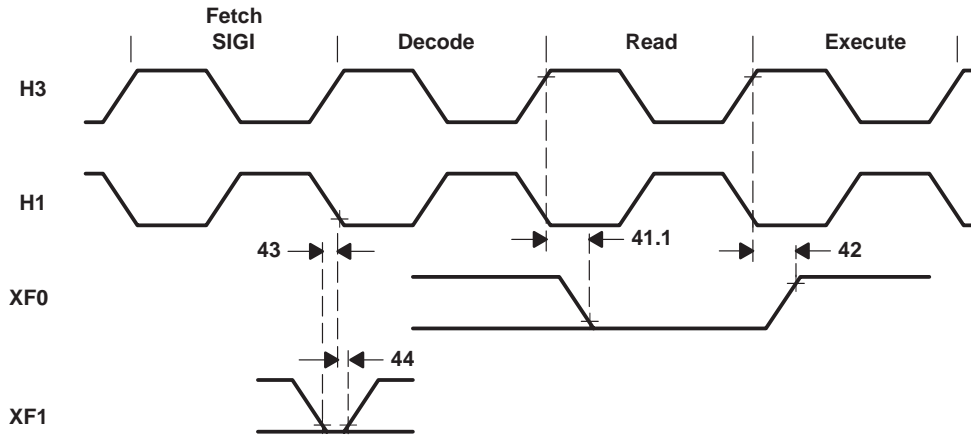 Fetch
SIGI
Decode
Read
Execute
H3
H1
43
41.1
42
XF0
44
XF1